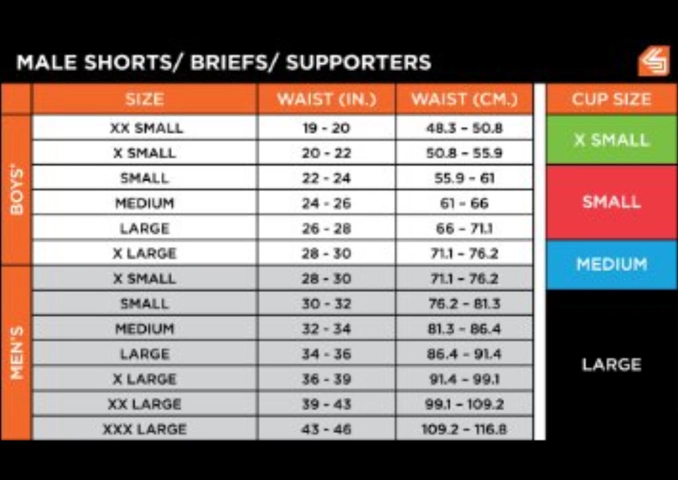 MALE SHORTS/ BRIEFS/ SUPPORTERS
SIZE WAIST (IN.) WAIST (CM.) CUP SIZE
BOYS'
XX SMALL 19 - 20 48.3 - 50.8
X SMALL 20 - 22 50.8 - 55.9
SMALL 22 - 24 55.9 - 61
MEDIUM 24 - 26 61 - 66
LARGE 26 - 28 66 - 71.1
X LARGE 28 - 30 71.1 - 76.2
MEN'S
X SMALL 28 - 30 71.1 - 76.2
SMALL 30 - 32 76.2 - 81.3
MEDIUM 32 - 34 81.3 - 86.4
LARGE 34 - 36 86.4 - 91.4
X LARGE 36 - 39 91.4 - 99.1
XX LARGE 39 - 43 99.1 - 109.2
XXX LARGE 43 - 46 109.2 - 116.8
X SMALL
SMALL
MEDIUM
LARGE